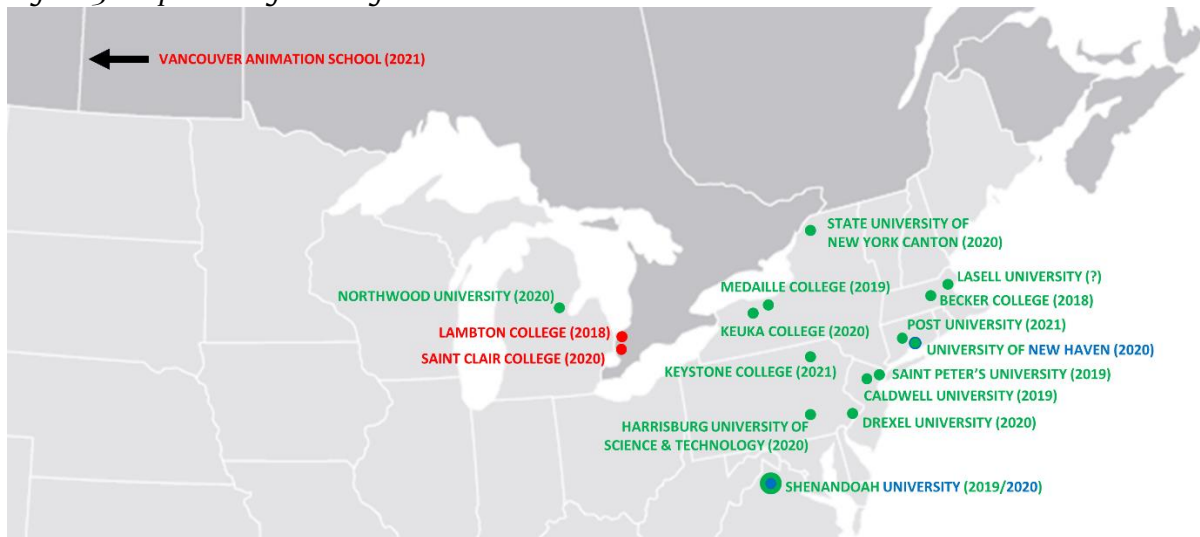 VANCOUVER ANIMATION SCHOOL (2021)
STATE UNIVERSITY OF
NEW YORK CANTON (2020)
LASELL UNIVERSITY (?)
MEDAILLE COLLEGE (2019)
NORTHWOOD UNIVERSITY (2020)
BECKER COLLEGE (2018)
POST UNIVERSITY (2021)
LAMBTON COLLEGE (2018)
KEUKA COLLEGE (2020)
UNIVERSITY OF NEW HAVEN (2020)
SAINT CLAIR COLLEGE (2020)
KEYSTONE COLLEGE (2021)
SAINT PETER'S UNIVERSITY (2019)
CALDWELL UNIVERSITY (2019)
HARRISBURG UNIVERSITY OF
SCIENCE & TECHNOLOGY (2020)
DREXEL UNIVERSITY (2020)
SHENANDOAH UNIVERSITY (2019/2020)